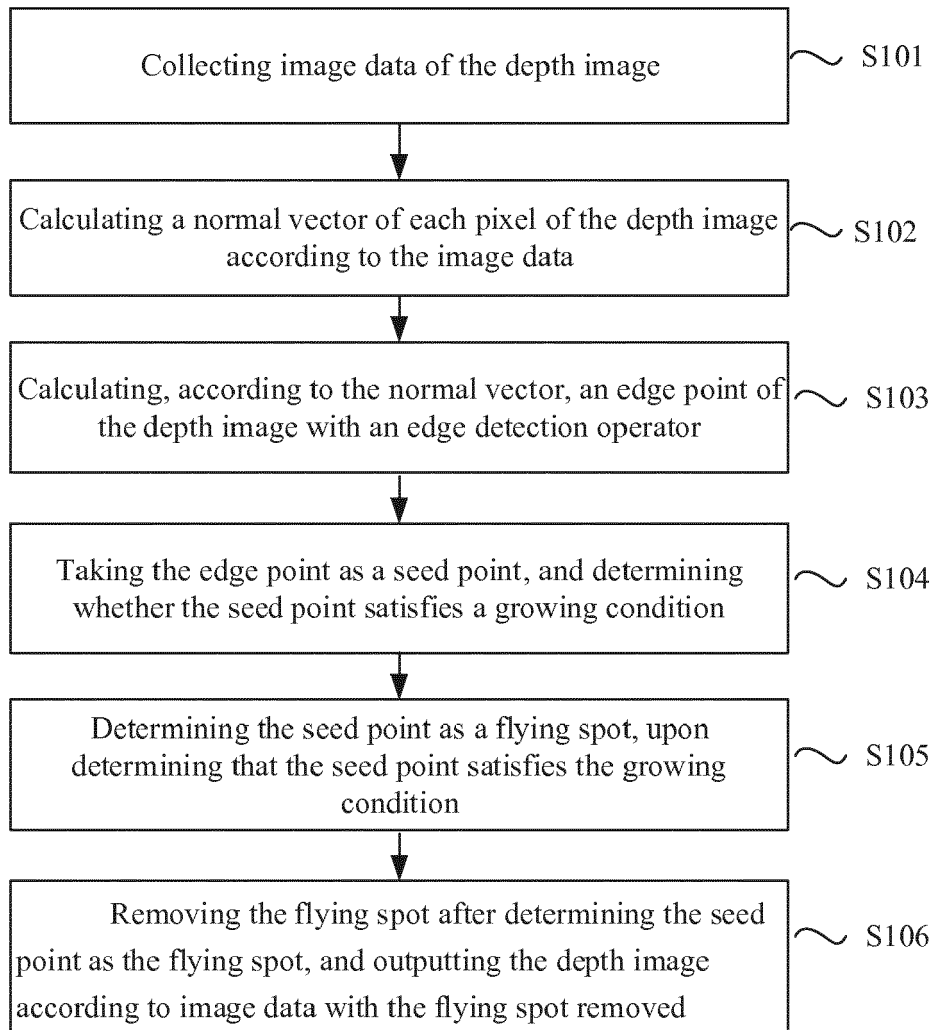 Collecting image data of the depth image
S101
Calculating a normal vector of each pixel of the depth image
according to the image data
S102
Calculating, according to the normal vector, an edge point of
the depth image with an edge detection operator
S103
Taking the edge point as a seed point, and determining
whether the seed point satisfies a growing condition
S104
Determining the seed point as a flying spot, upon
determining that the seed point satisfies the growing
condition
S105
Removing the flying spot after determining the seed
point as the flying spot, and outputting the depth image
according to image data with the flying spot removed
S106